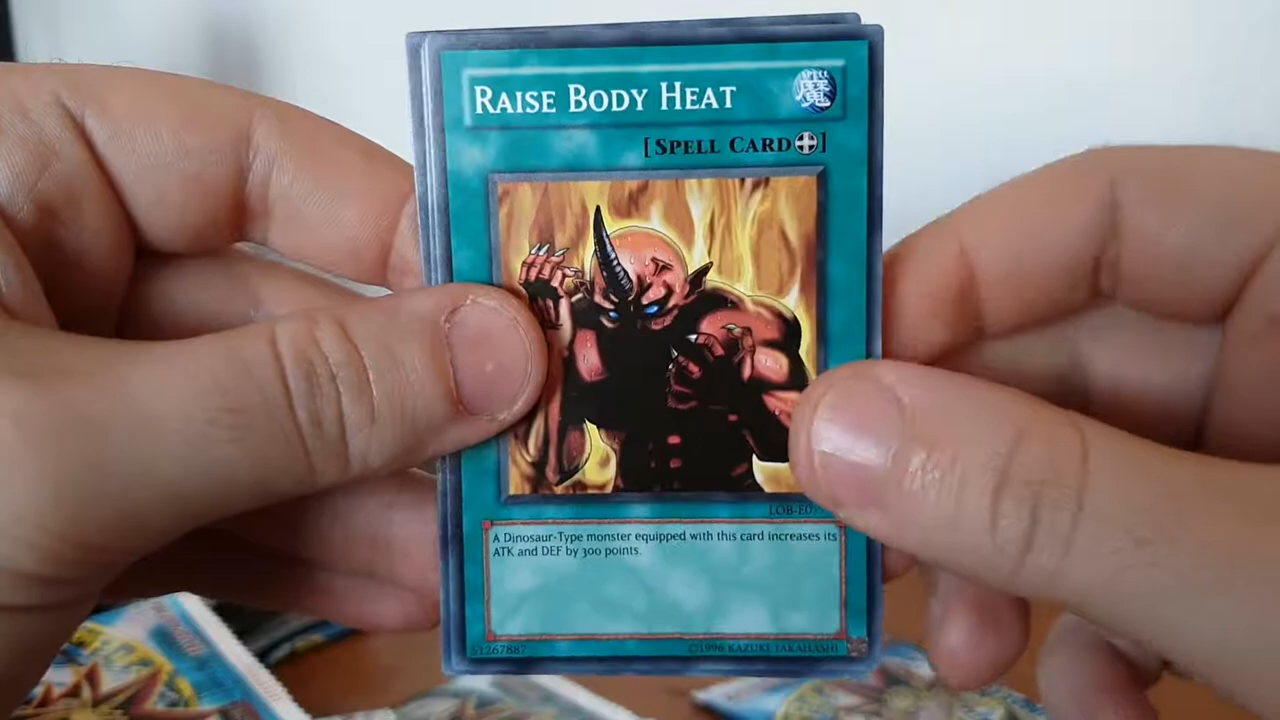 RAISE BODY HEAT
魔
[SPELL CARD]
A Dinosaur-Type monster equipped with this card increases its
ATK and DEF by 300 points.
51267887
©1996 KAZUKI TAKAHASHI